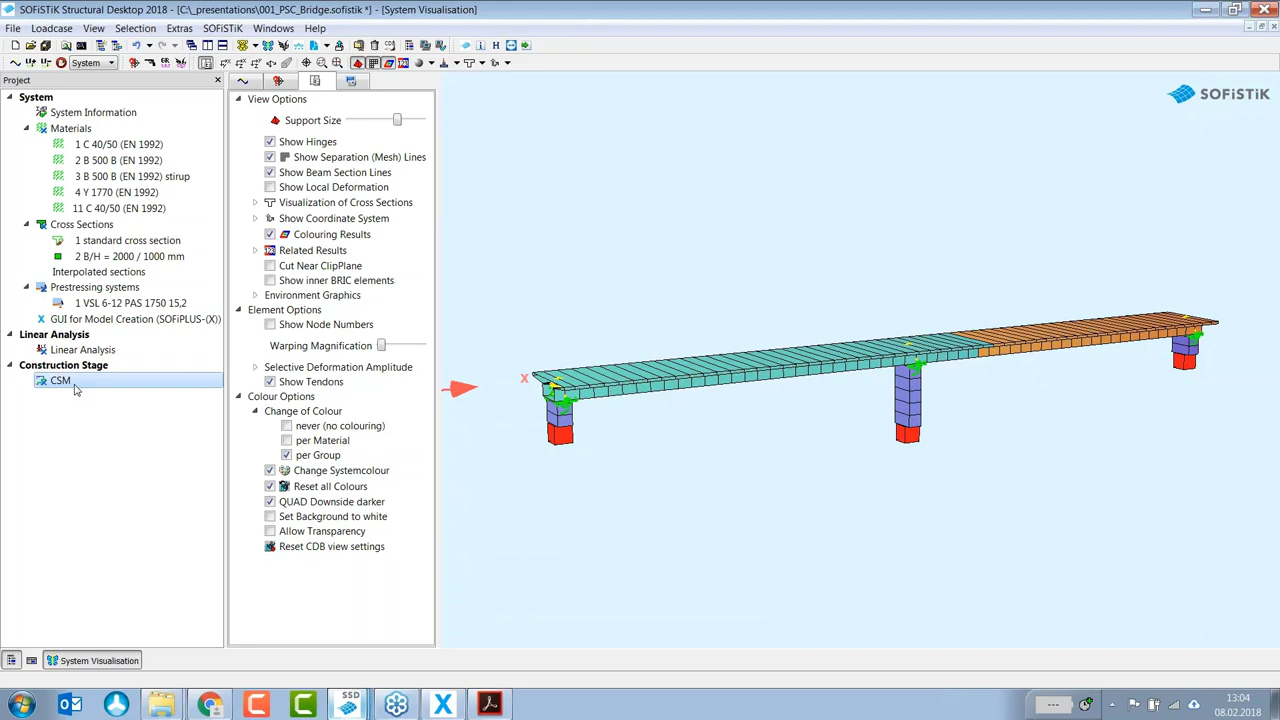 SOFiSTiK Structural Desktop 2018 - [C:\_presentations\001_PSC_Bridge.sofistik *] - [System Visualisation]
File Loadcase View Selection Extras SOFiSTiK Windows Help
System
Project
System
System Information
Materials
1 C 40/50 (EN 1992)
2 B 500 B (EN 1992)
3 B 500 B (EN 1992) stirup
4 Y 1770 (EN 1992)
11 C 40/50 (EN 1992)
Cross Sections
1 standard cross section
2 B/H = 2000 / 1000 mm
Interpolated sections
Prestressing systems
1 VSL 6-12 PAS 1750 15,2
GUI for Model Creation (SOFiPLUS-(X))
Linear Analysis
Linear Analysis
Construction Stage
CSM
View Options
Support Size
Show Hinges
Show Separation (Mesh) Lines
Show Beam Section Lines
Show Local Deformation
Visualization of Cross Sections
Show Coordinate System
Colouring Results
Related Results
Cut Near ClipPlane
Show inner BRIC elements
Environment Graphics
Element Options
Show Node Numbers
Warping Magnification
Selective Deformation Amplitude
Show Tendons
Colour Options
Change of Colour
never (no colouring)
per Material
per Group
Change Systemcolour
Reset all Colours
QUAD Downside darker
Set Background to white
Allow Transparency
Reset CDB view settings
SOFiSTiK
X
System Visualisation
SSD
13:04
08.02.2018